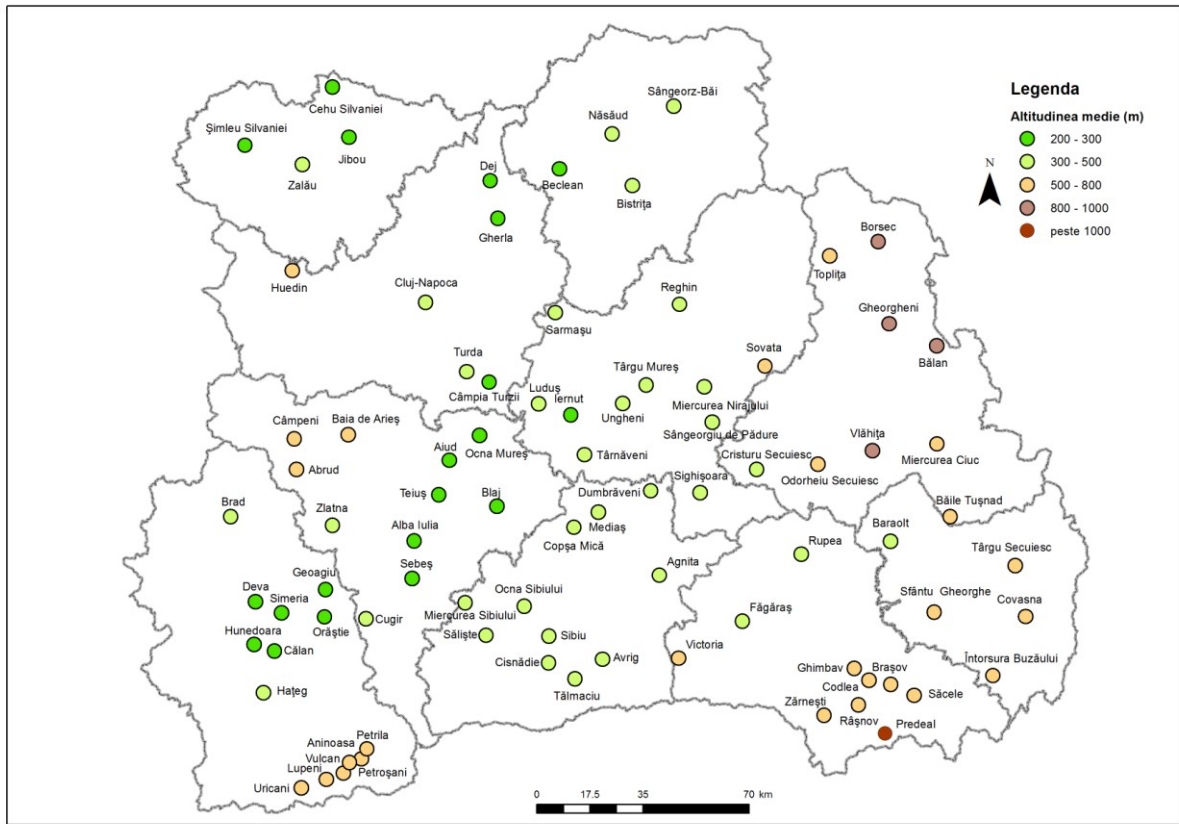 Legenda
Altitudinea medie (m)
200 - 300
300 - 500
500 - 800
800 - 1000
peste 1000
N
Cehu Silvaniei
Şimleu Silvaniei
Jibou
Zalău
Sângeorz-Băi
Năsăud
Beclean
Bistriţa
Dej
Gherla
Huedin
Cluj-Napoca
Turda
Câmpia Turzii
Borsec
Topliţa
Gheorgheni
Bălan
Vlăhiţa
Miercurea Ciuc
Odorheiu Secuiesc
Cristuru Secuiesc
Băile Tuşnad
Reghin
Sarmaşu
Sovata
Târgu Mureş
Luduş
Iernut
Ungheni
Miercurea Nirajului
Sângeorgiu de Pădure
Târnăveni
Sighişoara
Câmpeni
Baia de Arieş
Abrud
Aiud
Ocna Mureş
Teiuş
Blaj
Zlatna
Alba Iulia
Sebeş
Cugir
Brad
Geoagiu
Deva
Simeria
Orăştie
Hunedoara
Călan
Haţeg
Petrila
Aninoasa
Vulcan
Petroşani
Lupeni
Uricani
Dumbrăveni
Mediaş
Copşa Mică
Agnita
Ocna Sibiului
Miercurea Sibiului
Sălişte
Sibiu
Cisnădie
Avrig
Tălmaciu
Rupea
Făgăraş
Victoria
Ghimbav
Braşov
Codlea
Săcele
Zărneşti
Râşnov
Predeal
Baraolt
Târgu Secuiesc
Sfântu Gheorghe
Covasna
Întorsura Buzăului
0 17.5 35 70 km